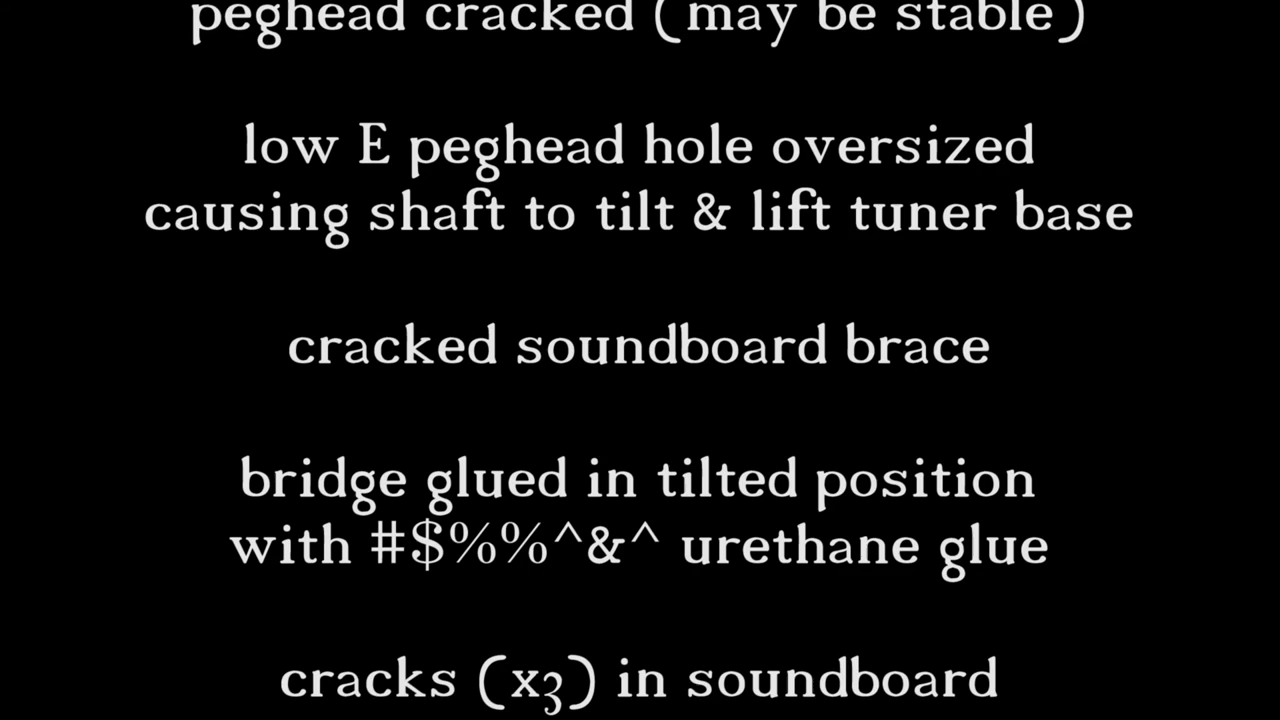 peghead cracked (may be stable)
low E peghead hole oversized
causing shaft to tilt & lift tuner base
cracked soundboard brace
bridge glued in tilted position
with #$%%^&^ urethane glue
cracks (x3) in soundboard